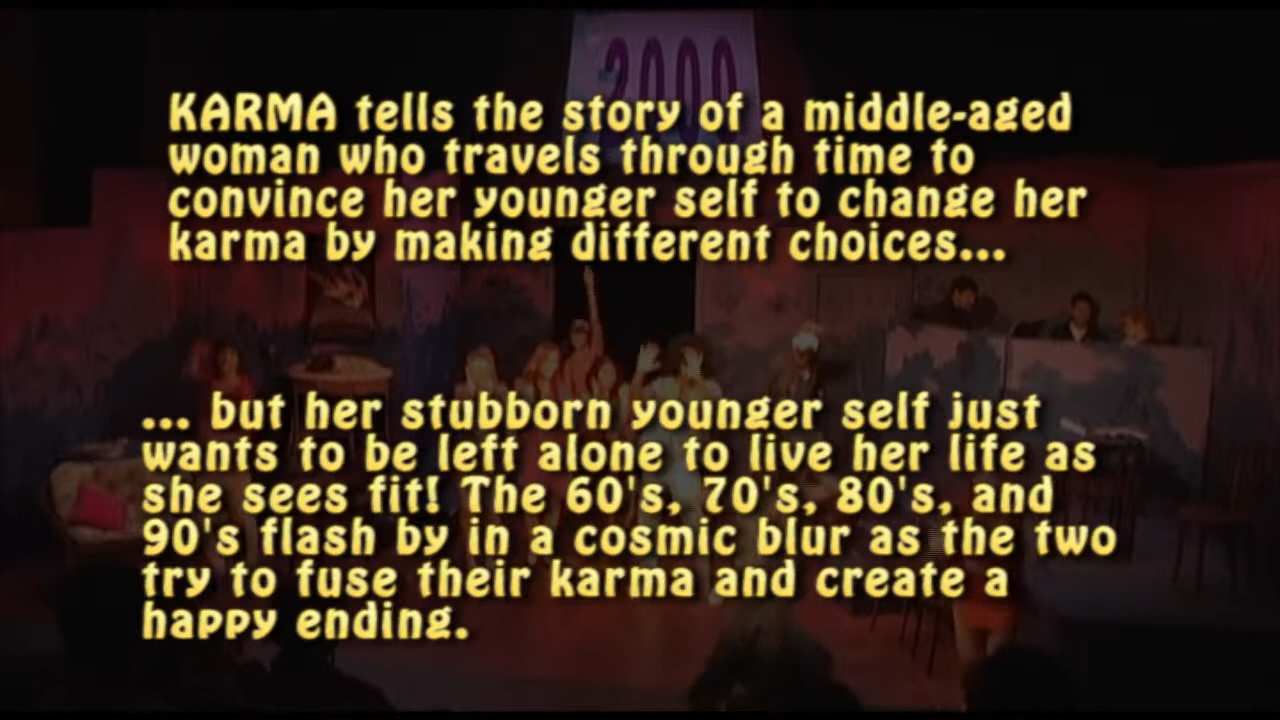 2000
KARMA tells the story of a middle-aged
woman who travels through time to
convince her younger self to change her
karma by making different choices...
... but her stubborn younger self just
wants to be left alone to live her life as
she sees fit! The 60's, 70's, 80's, and
90's flash by in a cosmic blur as the two
try to fuse their karma and create a
happy ending.